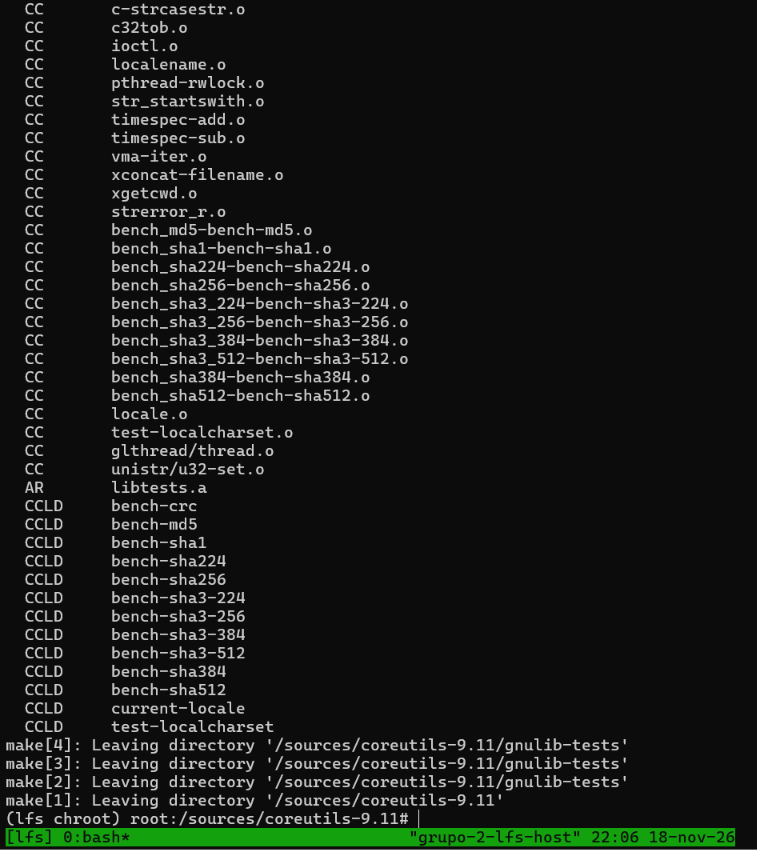 CC       c-strcasestr.o
CC       c32tob.o
CC       ioctl.o
CC       localename.o
CC       pthread-rwlock.o
CC       str_startswith.o
CC       timespec-add.o
CC       timespec-sub.o
CC       vma-iter.o
CC       xconcat-filename.o
CC       xgetcwd.o
CC       strerror_r.o
CC       bench_md5-bench-md5.o
CC       bench_sha1-bench-sha1.o
CC       bench_sha224-bench-sha224.o
CC       bench_sha256-bench-sha256.o
CC       bench_sha3_224-bench-sha3-224.o
CC       bench_sha3_256-bench-sha3-256.o
CC       bench_sha3_384-bench-sha3-384.o
CC       bench_sha3_512-bench-sha3-512.o
CC       bench_sha384-bench-sha384.o
CC       bench_sha512-bench-sha512.o
CC       locale.o
CC       test-localcharset.o
CC       glthread/thread.o
CC       unistr/u32-set.o
AR       libtests.a
CCLD     bench-crc
CCLD     bench-md5
CCLD     bench-sha1
CCLD     bench-sha224
CCLD     bench-sha256
CCLD     bench-sha3-224
CCLD     bench-sha3-256
CCLD     bench-sha3-384
CCLD     bench-sha3-512
CCLD     bench-sha384
CCLD     bench-sha512
CCLD     current-locale
CCLD     test-localcharset
make[4]: Leaving directory '/sources/coreutils-9.11/gnulib-tests'
make[3]: Leaving directory '/sources/coreutils-9.11/gnulib-tests'
make[2]: Leaving directory '/sources/coreutils-9.11/gnulib-tests'
make[1]: Leaving directory '/sources/coreutils-9.11'
(lfs chroot) root:/sources/coreutils-9.11#
[lfs] 0:bash* "grupo-2-lfs-host" 22:06 18-nov-26